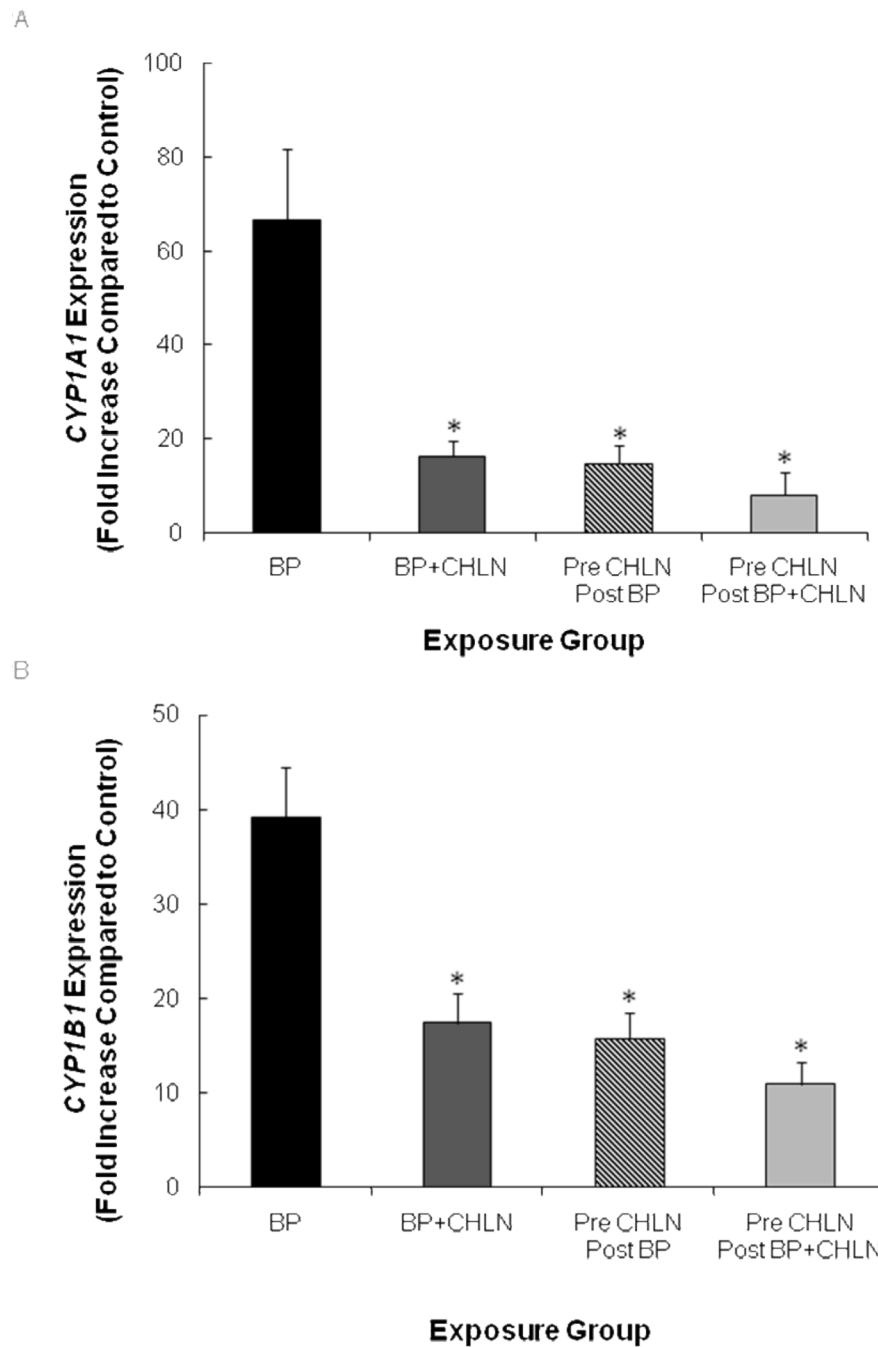 A
CYP1A1 Expression
(Fold Increase Compared to Control)
100
80
60
40
20
0
*
*
*
BP
BP+CHLN
Pre CHLN
Post BP
Pre CHLN
Post BP+CHLN
Exposure Group
B
CYP1B1 Expression
(Fold Increase Compared to Control)
50
40
30
20
10
0
*
*
*
BP
BP+CHLN
Pre CHLN
Post BP
Pre CHLN
Post BP+CHLN
Exposure Group